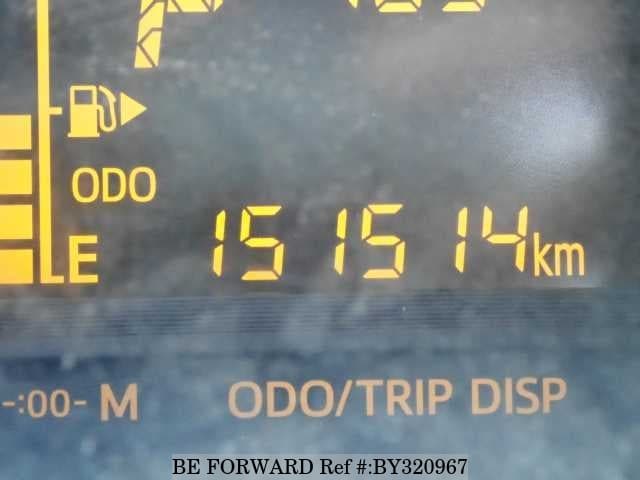 ODO
151514km
E
-:00- M
ODO/TRIP DISP
BE FORWARD Ref #:BY320967